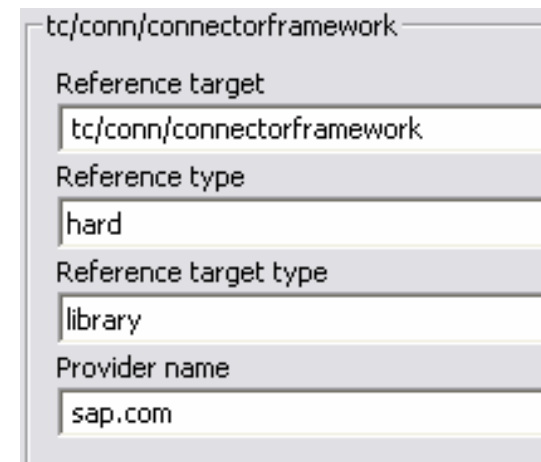 tc/conn/connectorframework
Reference target
tc/conn/connectorframework
Reference type
hard
Reference target type
library
Provider name
sap.com